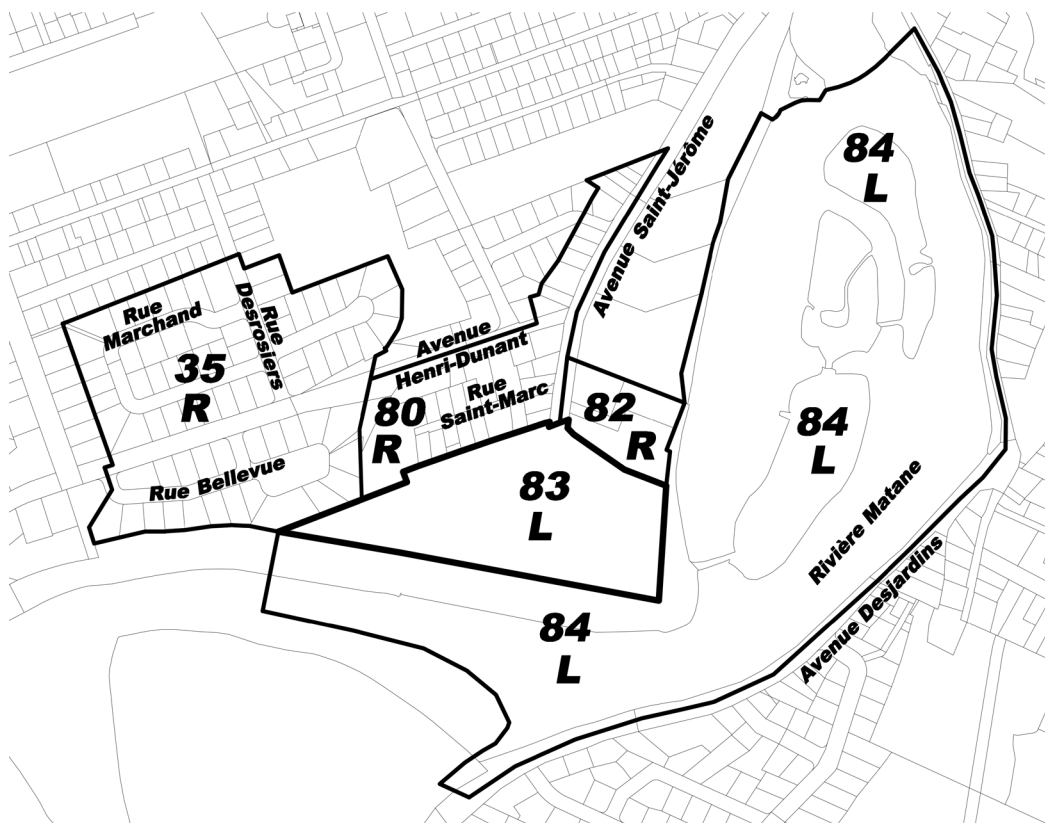 84
L
Avenue Saint-Jérôme
Rue
Marchand
Rue
Desrosiers
35
R
Avenue
Henri-Dunant
Rue
Saint-Marc
80
R
82
R
84
L
Rue Bellevue
83
L
Rivière Matane
Avenue Desjardins
84
L